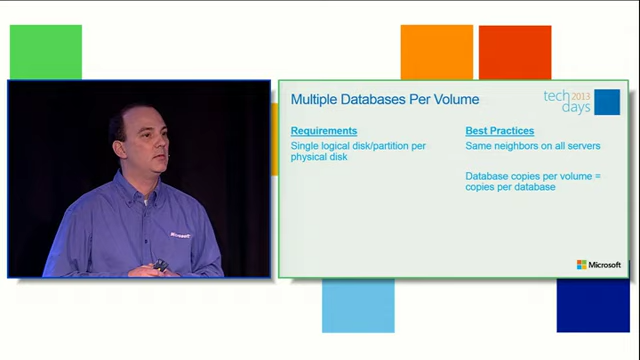 Multiple Databases Per Volume
tech 2013
days
Requirements
Single logical disk/partition per
physical disk
Best Practices
Same neighbors on all servers
Database copies per volume =
copies per database
Microsoft
Microsoft